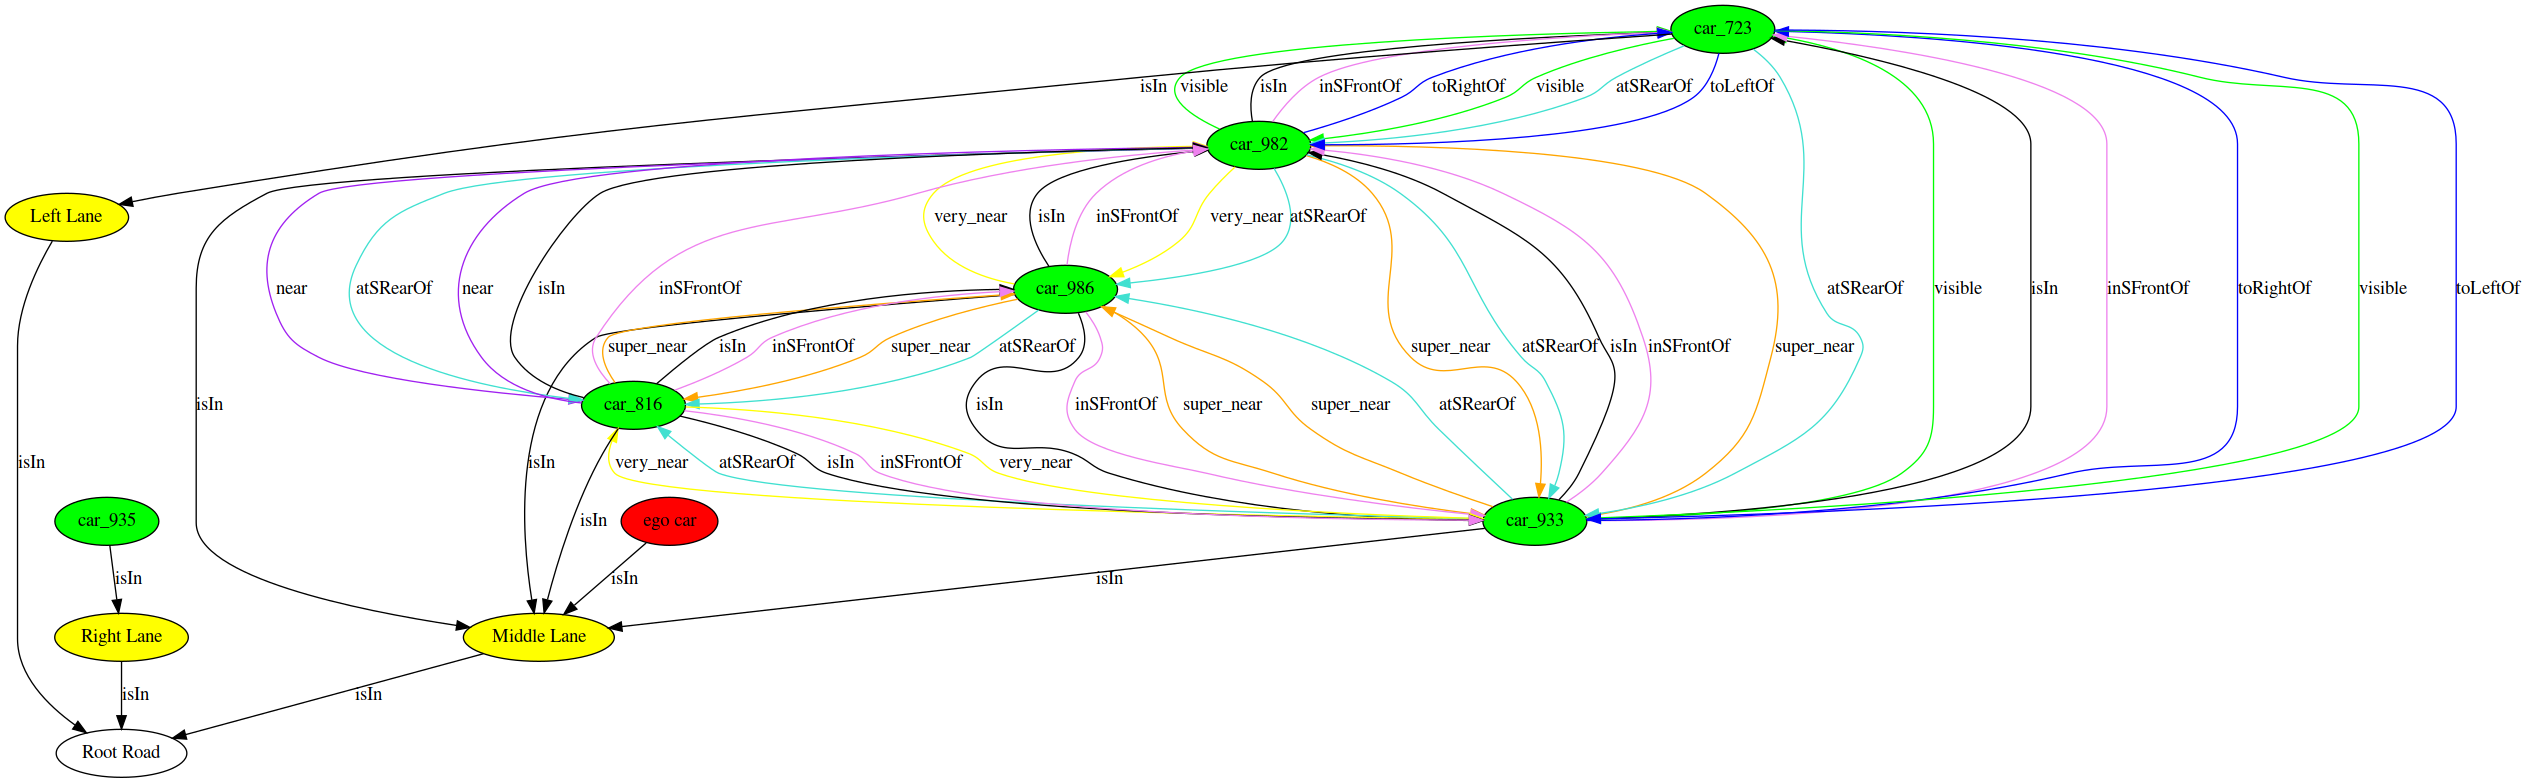 car_723
isIn
visible
isIn
inSFrontOf
toRightOf
visible
atSRearOf
toLeftOf
car_982
Left Lane
very_near
isIn
inSFrontOf
very_near
atSRearOf
near
atSRearOf
near
isIn
inSFrontOf
car_986
atSRearOf
visible
isIn
inSFrontOf
toRightOf
visible
toLeftOf
super_near
isIn
inSFrontOf
super_near
atSRearOf
super_near
atSRearOf
isIn
inSFrontOf
super_near
isIn
car_816
isIn
inSFrontOf
super_near
super_near
atSRearOf
isIn
isIn
very_near
atSRearOf
isIn
inSFrontOf
very_near
car_935
isIn
ego car
car_933
isIn
isIn
isIn
Right Lane
Middle Lane
isIn
isIn
Root Road